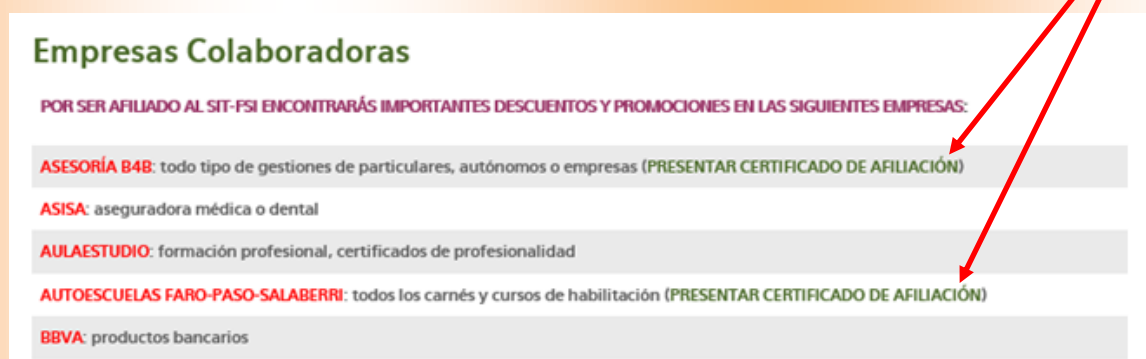 Empresas Colaboradoras
POR SER AFILIADO AL SIT-FSI ENCONTRARÁS IMPORTANTES DESCUENTOS Y PROMOCIONES EN LAS SIGUIENTES EMPRESAS:
ASESORÍA B4B: todo tipo de gestiones de particulares, autónomos o empresas (PRESENTAR CERTIFICADO DE AFILIACIÓN)
ASISA: aseguradora médica o dental
AULAESTUDIO: formación profesional, certificados de profesionalidad
AUTOESCUELAS FARO-PASO-SALABERRI: todos los carnés y cursos de habilitación (PRESENTAR CERTIFICADO DE AFILIACIÓN)
BBVA: productos bancarios